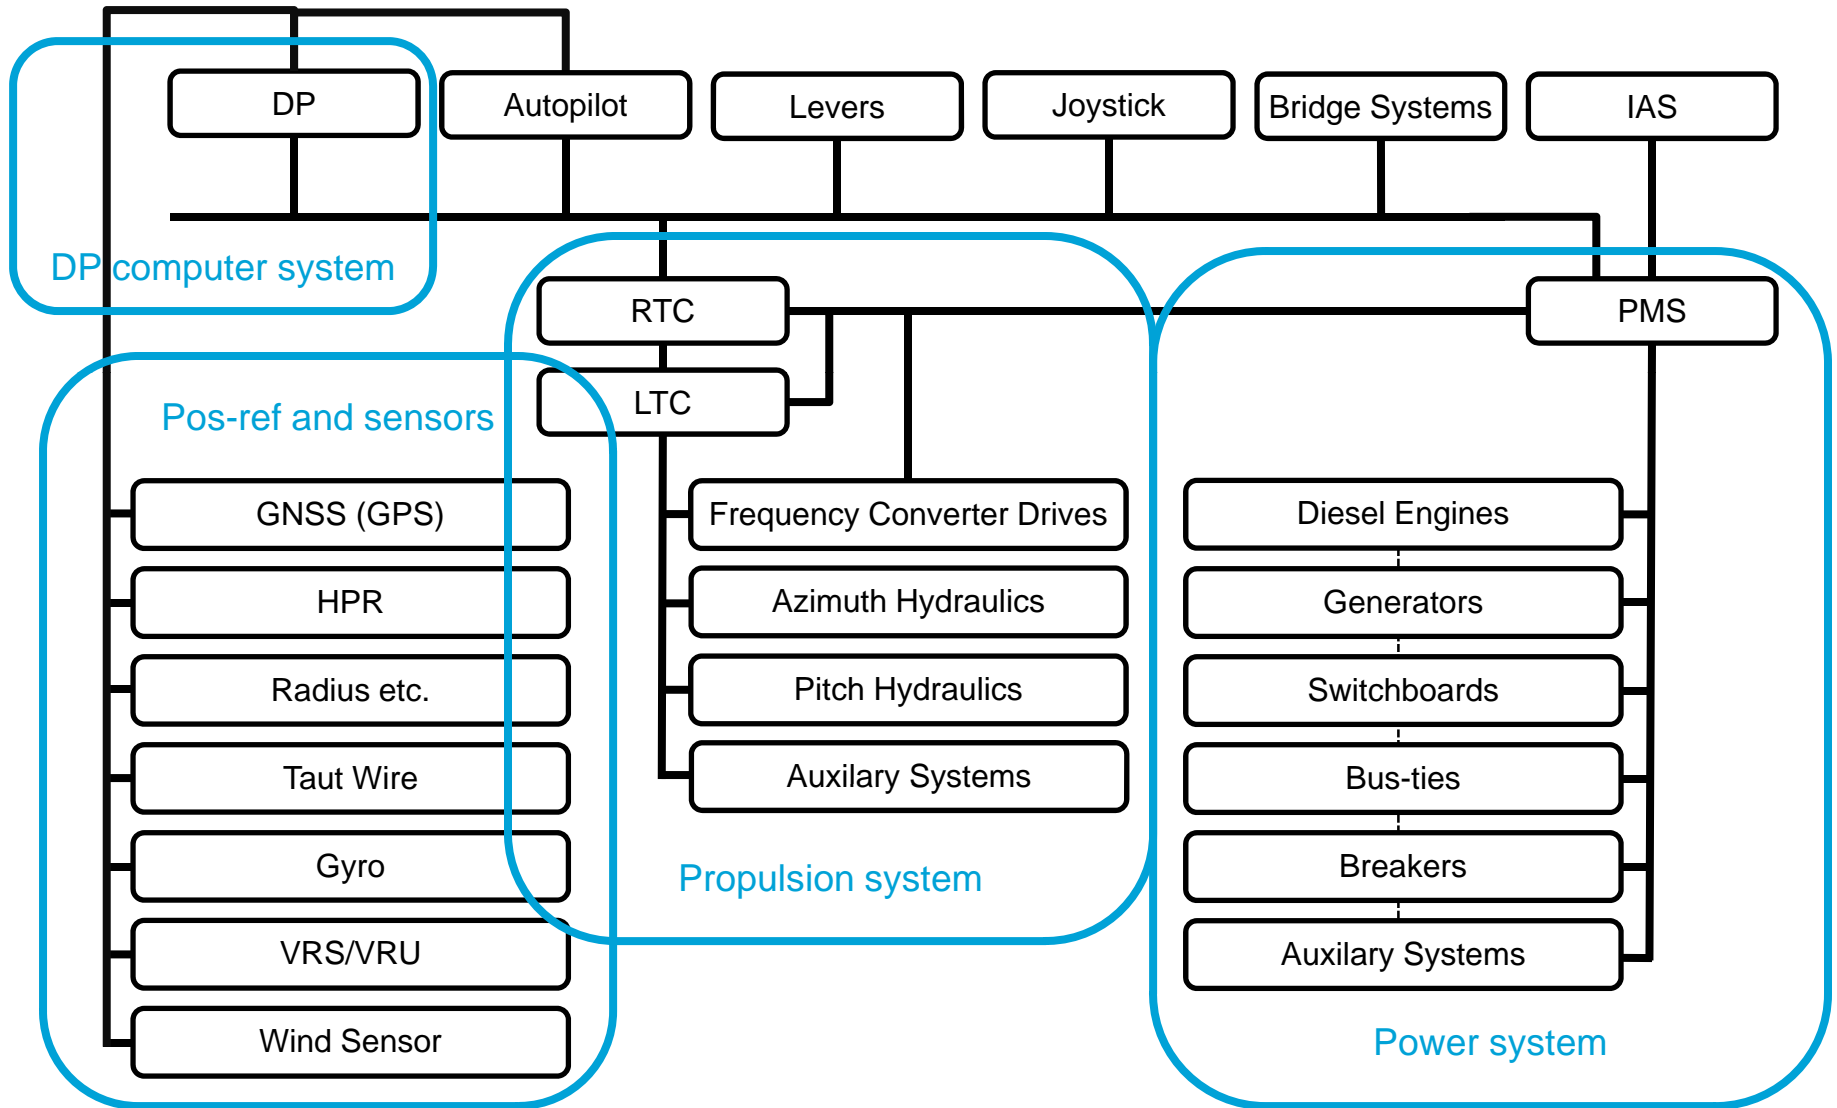 DP
Autopilot
Levers
Joystick
Bridge Systems
IAS
DP computer system
RTC
PMS
LTC
Pos-ref and sensors
GNSS (GPS)
HPR
Radius etc.
Taut Wire
Gyro
VRS/VRU
Wind Sensor
Frequency Converter Drives
Azimuth Hydraulics
Pitch Hydraulics
Auxilary Systems
Propulsion system
Diesel Engines
Generators
Switchboards
Bus-ties
Breakers
Auxilary Systems
Power system